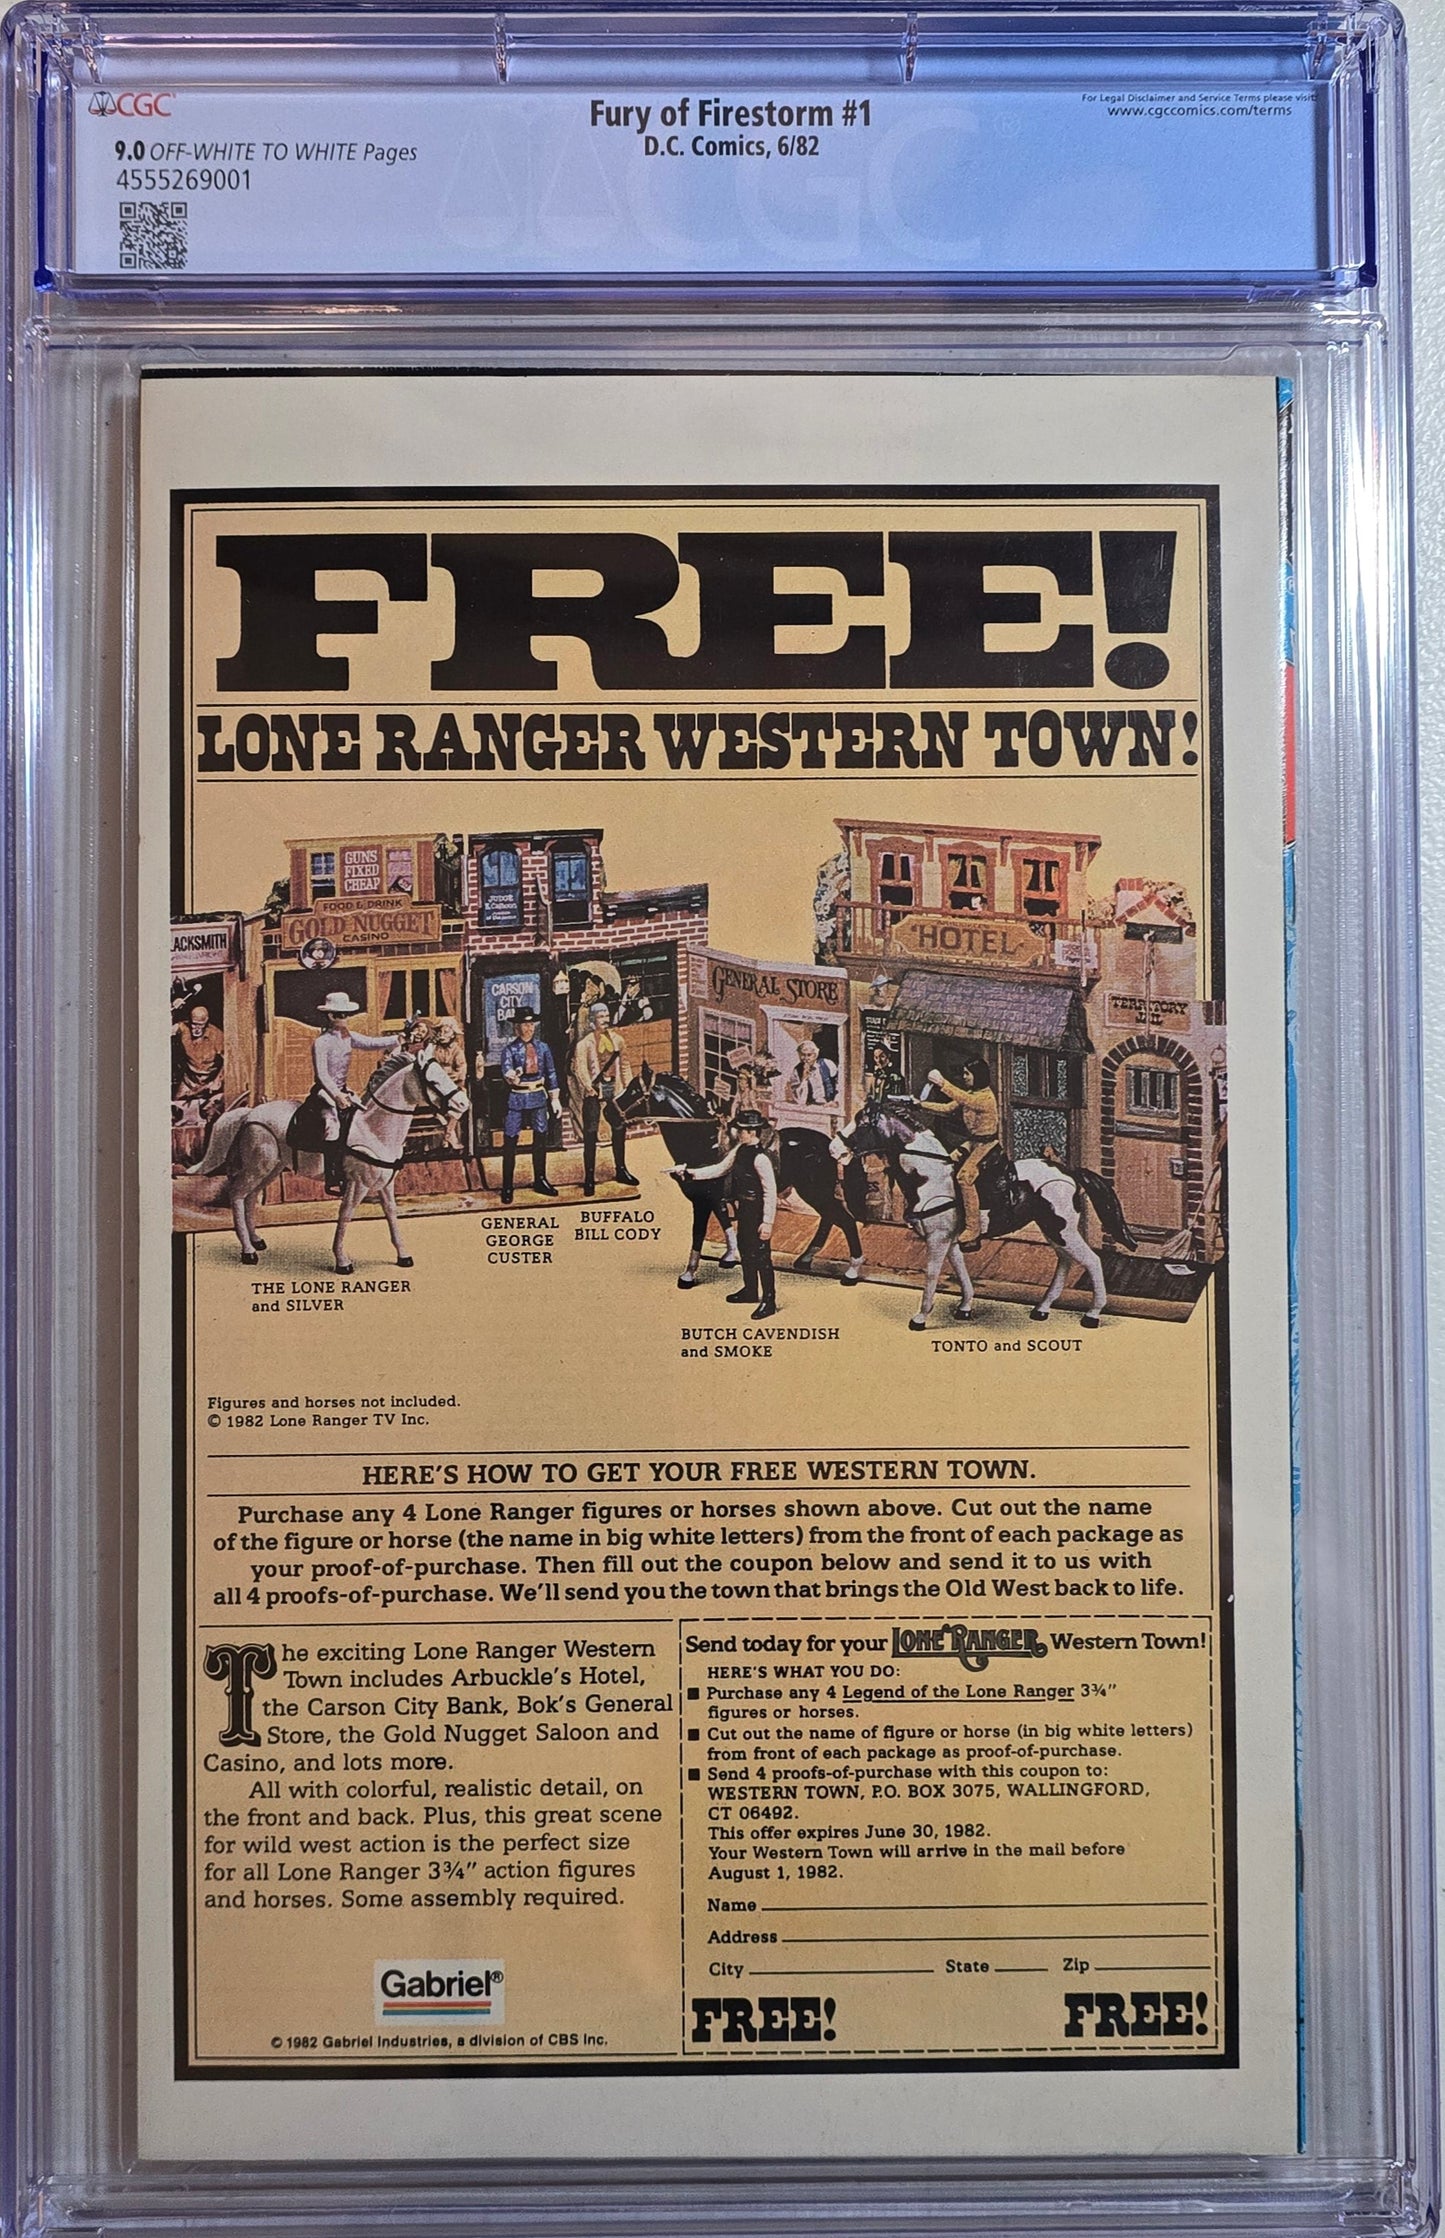 CGC
For Legal Disclaimer and Service Terms please visit:
www.cgccomics.com/terms
Fury of Firestorm #1
D.C. Comics, 6/82
9.0 OFF-WHITE TO WHITE Pages
4555269001
CGC
FREE!
LONE RANGER WESTERN TOWN!
GUNS
FIXED
CHEAP
FOOD & DRINK
GOLD NUGGET
CASINO
LACKSMITH
JUDGE
CARSON
CITY
BA
GENERAL STORE
HOTEL
TERRITORY
JAIL
THE LONE RANGER
and SILVER
GENERAL
GEORGE
CUSTER
BUFFALO
BILL CODY
BUTCH CAVENDISH
and SMOKE
TONTO and SCOUT
Figures and horses not included.
© 1982 Lone Ranger TV Inc.
HERE'S HOW TO GET YOUR FREE WESTERN TOWN.
Purchase any 4 Lone Ranger figures or horses shown above. Cut out the name
of the figure or horse (the name in big white letters) from the front of each package as
your proof-of-purchase. Then fill out the coupon below and send it to us with
all 4 proofs-of-purchase. We'll send you the town that brings the Old West back to life.
The exciting Lone Ranger Western
Town includes Arbuckle's Hotel,
the Carson City Bank, Bok's General
Store, the Gold Nugget Saloon and
Casino, and lots more.
All with colorful, realistic detail, on
the front and back. Plus, this great scene
for wild west action is the perfect size
for all Lone Ranger 3¾" action figures
and horses. Some assembly required.
Gabriel®
© 1982 Gabriel Industries, a division of CBS Inc.
Send today for your LONE RANGER Western Town!
HERE'S WHAT YOU DO:
■ Purchase any 4 Legend of the Lone Ranger 3¾"
figures or horses.
■ Cut out the name of figure or horse (in big white letters)
from front of each package as proof-of-purchase.
■ Send 4 proofs-of-purchase with this coupon to:
WESTERN TOWN, P.O. BOX 3075, WALLINGFORD,
CT 06492.
This offer expires June 30, 1982.
Your Western Town will arrive in the mail before
August 1, 1982.
Name
Address
City State Zip
FREE! FREE!